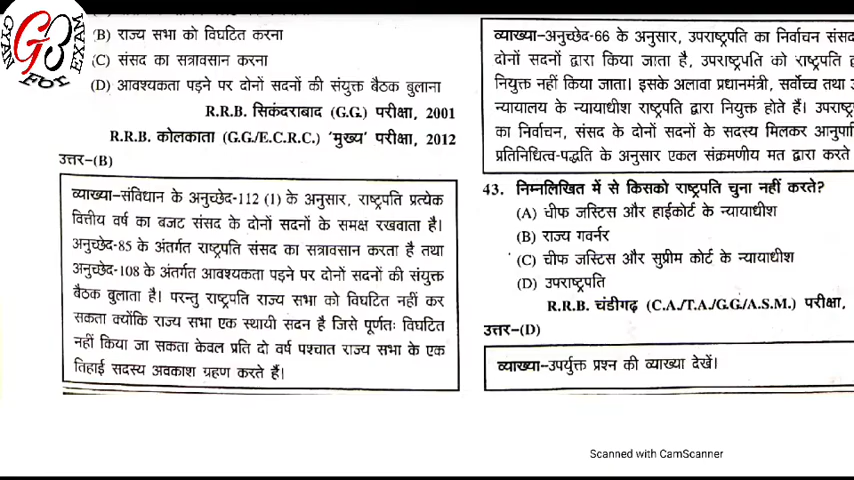 GYAN
GB
FOR
EXAM
(B) राज्य सभा को विघटित करना
(C) संसद का सत्रावसान करना
(D) आवश्यकता पड़ने पर दोनों सदनों की संयुक्त बैठक बुलाना
R.R.B. सिकंदराबाद (G.G.) परीक्षा, 2001
R.R.B. कोलकाता (G.G./E.C.R.C.) 'मुख्य' परीक्षा, 2012
उत्तर-(B)
व्याख्या-संविधान के अनुच्छेद-112 (1) के अनुसार, राष्ट्रपति प्रत्येक
वित्तीय वर्ष का बजट संसद के दोनों सदनों के समक्ष रखवाता है।
अनुच्छेद-85 के अंतर्गत राष्ट्रपति संसद का सत्रावसान करता है तथा
अनुच्छेद-108 के अंतर्गत आवश्यकता पड़ने पर दोनों सदनों की संयुक्त
बैठक बुलाता है। परन्तु राष्ट्रपति राज्य सभा को विघटित नहीं कर
सकता क्योंकि राज्य सभा एक स्थायी सदन है जिसे पूर्णतः विघटित
नहीं किया जा सकता केवल प्रति दो वर्ष पश्चात राज्य सभा के एक
तिहाई सदस्य अवकाश ग्रहण करते हैं।
व्याख्या-अनुच्छेद-66 के अनुसार, उपराष्ट्रपति का निर्वाचन संसद
दोनों सदनों द्वारा किया जाता है, उपराष्ट्रपति को राष्ट्रपति द्
नियुक्त नहीं किया जाता। इसके अलावा प्रधानमंत्री, सर्वोच्च तथा
न्यायालय के न्यायाधीश राष्ट्रपति द्वारा नियुक्त होते हैं। उपराष्ट्र
का निर्वाचन, संसद के दोनों सदनों के सदस्य मिलकर आनुपा
प्रतिनिधित्व-पद्धति के अनुसार एकल संक्रमणीय मत द्वारा करते
43. निम्नलिखित में से किसको राष्ट्रपति चुना नहीं करते?
(A) चीफ जस्टिस और हाईकोर्ट के न्यायाधीश
(B) राज्य गवर्नर
(C) चीफ जस्टिस और सुप्रीम कोर्ट के न्यायाधीश
(D) उपराष्ट्रपति
R.R.B. चंडीगढ़ (C.A./T.A./G.G/A.S.M.) परीक्षा,
उत्तर-(D)
व्याख्या-उपर्युक्त प्रश्न की व्याख्या देखें।
Scanned with CamScanner